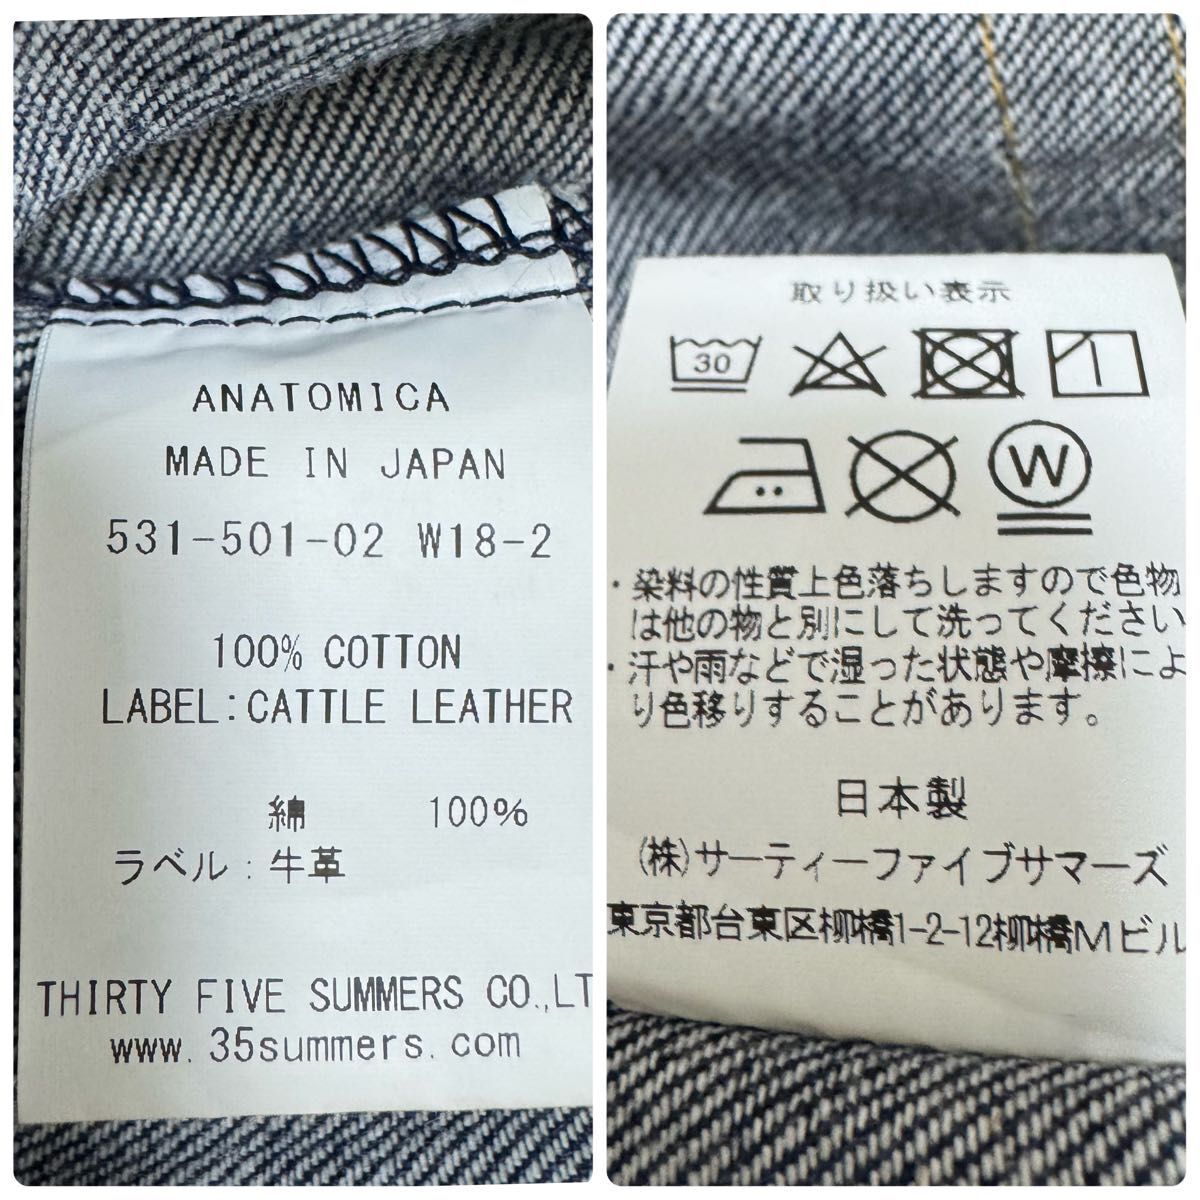 ANATOMICA
MADE IN JAPAN
531-501-02 W18-2
100% COTTON
LABEL:CATTLE LEATHER
綿 100%
ラベル:牛革
THIRTY FIVE SUMMERS CO.,LT
www.35summers.com
取り扱い表示
30
W
・染料の性質上色落ちしますので色物
は他の物と別にして洗ってください
・汗や雨などで湿った状態や摩擦によ
り色移りすることがあります。
日本製
(株)サーティーファイブサマーズ
東京都台東区柳橋1-2-12柳橋Mビル